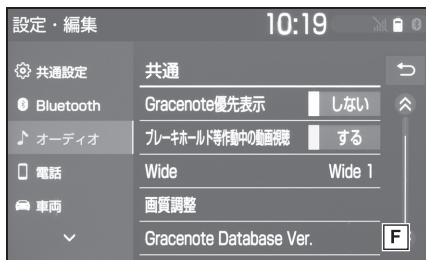 設定・編集
10:19
共通設定
Bluetooth
オーディオ
電話
車両
共通
Gracenote優先表示 しない
ブレーキホールド等作動中の動画視聴 する
Wide Wide 1
画質調整
Gracenote Database Ver.
F